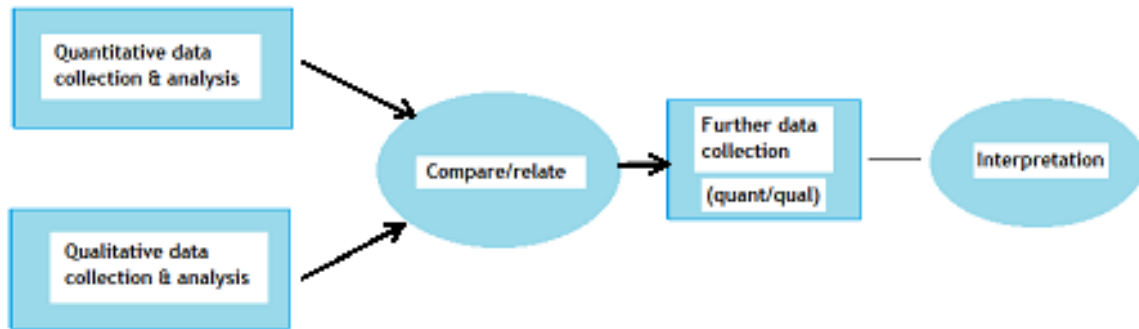 Quantitative data
collection & analysis
Qualitative data
collection & analysis
Compare/relate
Further data
collection
(quant/qual)
Interpretation